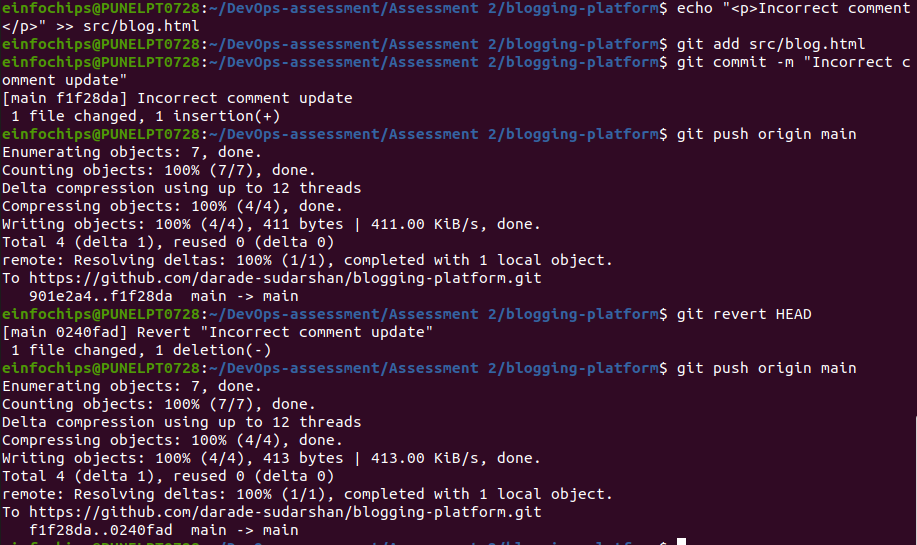 einfochips@PUNELPT0728:~/DevOps-assessment/Assessment 2/blogging-platform$ echo "<p>Incorrect comment
</p>" >> src/blog.html
einfochips@PUNELPT0728:~/DevOps-assessment/Assessment 2/blogging-platform$ git add src/blog.html
einfochips@PUNELPT0728:~/DevOps-assessment/Assessment 2/blogging-platform$ git commit -m "Incorrect c
omment update"
[main f1f28da] Incorrect comment update
 1 file changed, 1 insertion(+)
einfochips@PUNELPT0728:~/DevOps-assessment/Assessment 2/blogging-platform$ git push origin main
Enumerating objects: 7, done.
Counting objects: 100% (7/7), done.
Delta compression using up to 12 threads
Compressing objects: 100% (4/4), done.
Writing objects: 100% (4/4), 411 bytes | 411.00 KiB/s, done.
Total 4 (delta 1), reused 0 (delta 0)
remote: Resolving deltas: 100% (1/1), completed with 1 local object.
To https://github.com/darade-sudarshan/blogging-platform.git
   901e2a4..f1f28da  main -> main
einfochips@PUNELPT0728:~/DevOps-assessment/Assessment 2/blogging-platform$ git revert HEAD
[main 0240fad] Revert "Incorrect comment update"
 1 file changed, 1 deletion(-)
einfochips@PUNELPT0728:~/DevOps-assessment/Assessment 2/blogging-platform$ git push origin main
Enumerating objects: 7, done.
Counting objects: 100% (7/7), done.
Delta compression using up to 12 threads
Compressing objects: 100% (4/4), done.
Writing objects: 100% (4/4), 413 bytes | 413.00 KiB/s, done.
Total 4 (delta 1), reused 0 (delta 0)
remote: Resolving deltas: 100% (1/1), completed with 1 local object.
To https://github.com/darade-sudarshan/blogging-platform.git
   f1f28da..0240fad  main -> main
einfochips@PUNELPT0728:~/DevOps-assessment/Assessment 2/blogging-platform$